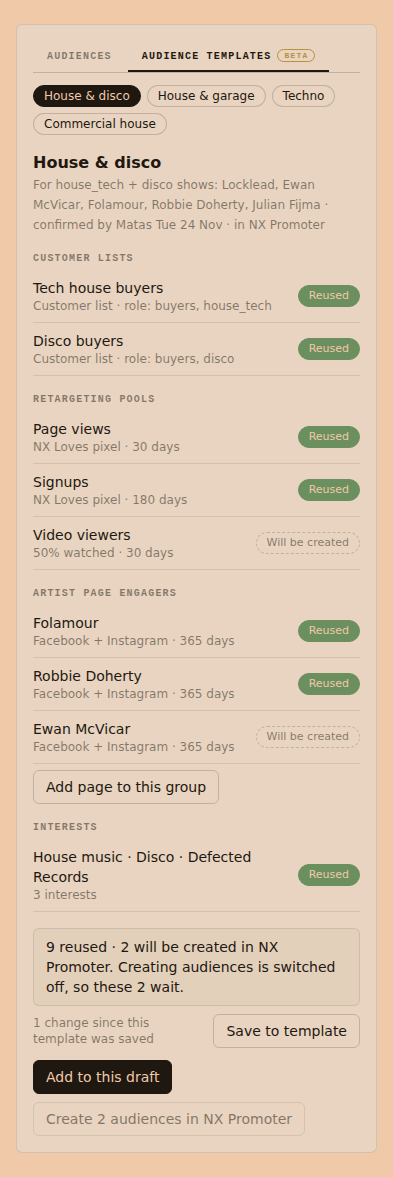 AUDIENCES
AUDIENCE TEMPLATES BETA
House & disco
House & garage
Techno
Commercial house
House & disco
For house_tech + disco shows: Locklead, Ewan
McVicar, Folamour, Robbie Doherty, Julian Fijma ·
confirmed by Matas Tue 24 Nov · in NX Promoter
CUSTOMER LISTS
Tech house buyers
Customer list · role: buyers, house_tech
Reused
Disco buyers
Customer list · role: buyers, disco
Reused
RETARGETING POOLS
Page views
NX Loves pixel · 30 days
Reused
Signups
NX Loves pixel · 180 days
Reused
Video viewers
50% watched · 30 days
Will be created
ARTIST PAGE ENGAGERS
Folamour
Facebook + Instagram · 365 days
Reused
Robbie Doherty
Facebook + Instagram · 365 days
Reused
Ewan McVicar
Facebook + Instagram · 365 days
Will be created
Add page to this group
INTERESTS
House music · Disco · Defected
Records
3 interests
Reused
9 reused · 2 will be created in NX
Promoter. Creating audiences is switched
off, so these 2 wait.
1 change since this
template was saved
Save to template
Add to this draft
Create 2 audiences in NX Promoter